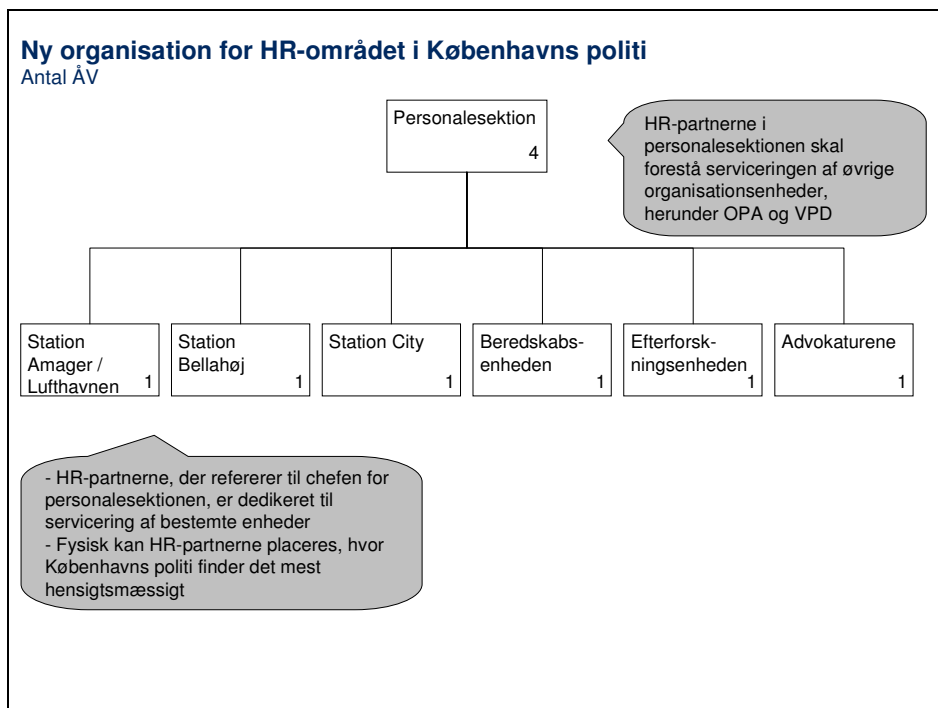 Ny organisation for HR-området i Københavns politi
Antal ÅV
Personalesektion
4
HR-partnerne i
personalesektionen skal
forestå serviceringen af øvrige
organisationsenheder,
herunder OPA og VPD
Station
Amager /
Lufthavnen
1
Station
Bellahøj
1
Station City
1
Beredskabs-
enheden
1
Efterforsk-
ningsenheden
1
Advokaturene
1
- HR-partnerne, der refererer til chefen for
personalesektionen, er dedikeret til
servicering af bestemte enheder
- Fysisk kan HR-partnerne placeres, hvor
Københavns politi finder det mest
hensigtsmæssigt